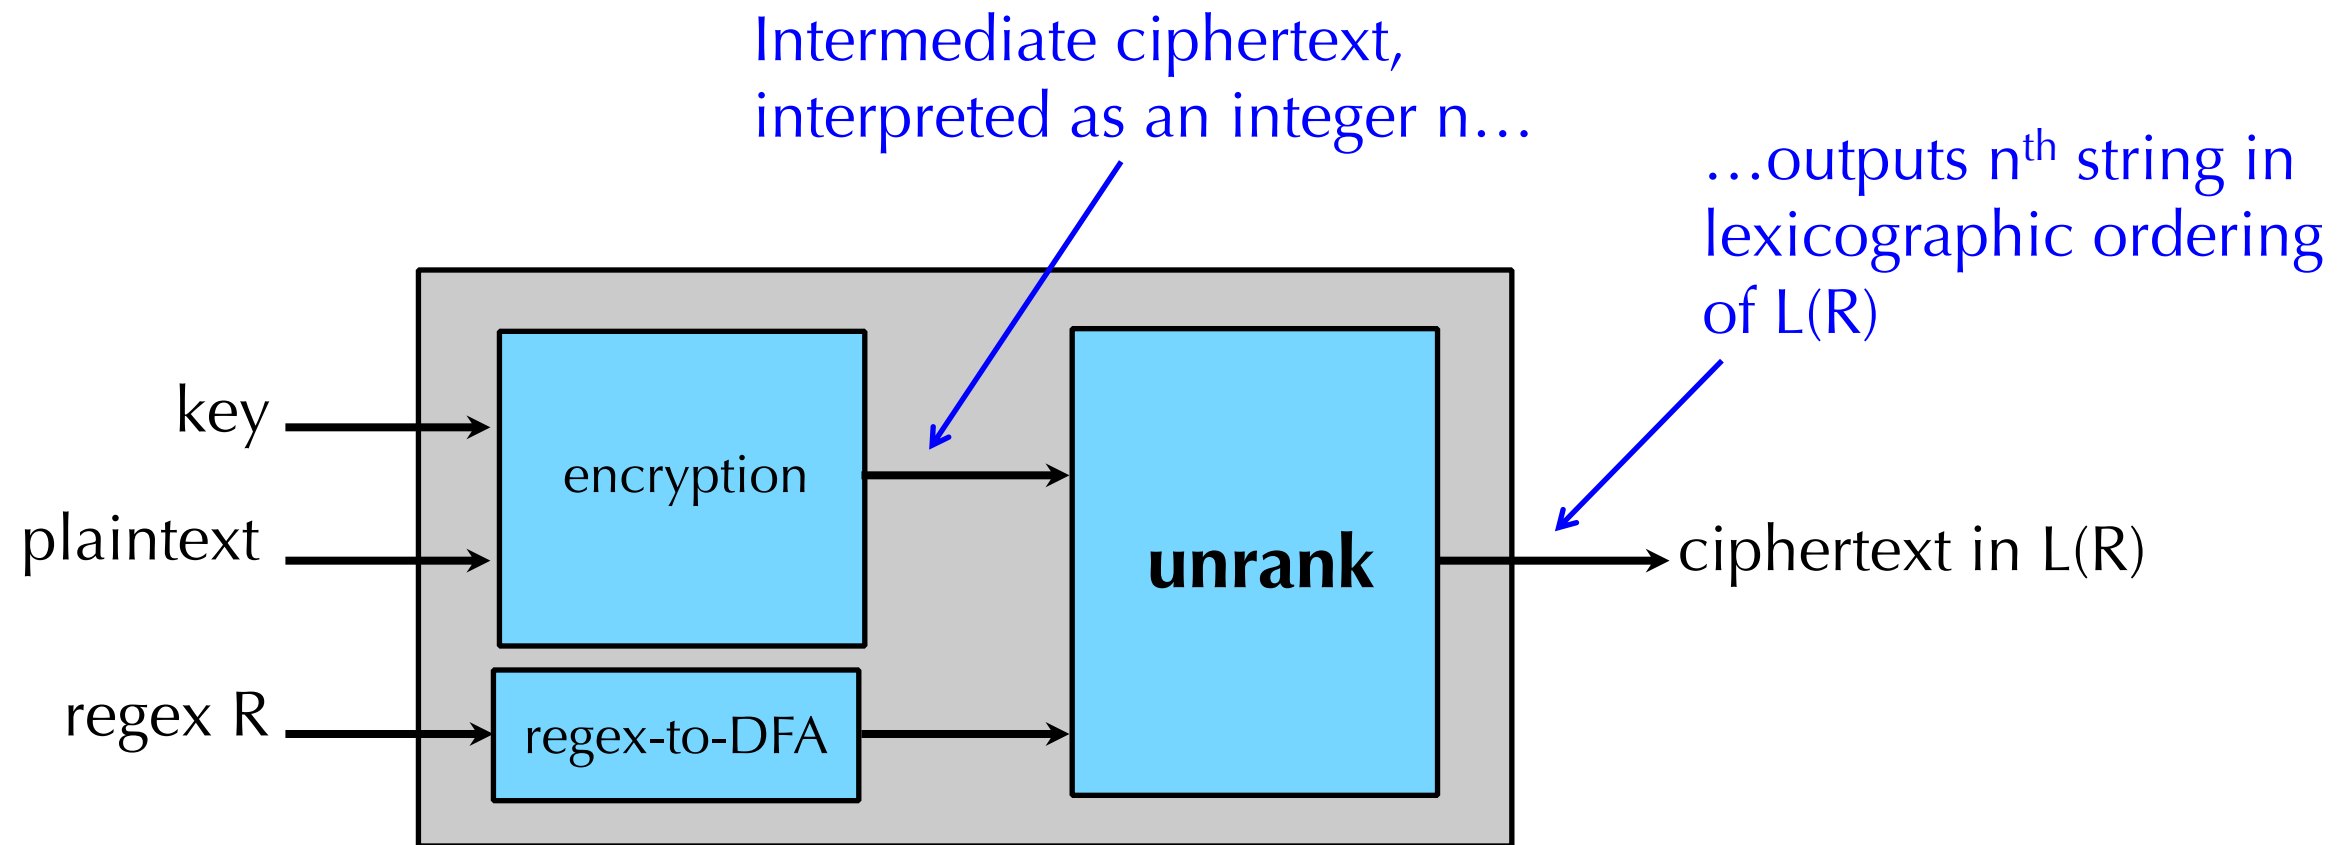 Intermediate ciphertext,
interpreted as an integer n…
…outputs nth string in
lexicographic ordering
of L(R)
key
plaintext
regex R
encryption
regex-to-DFA
unrank
ciphertext in L(R)